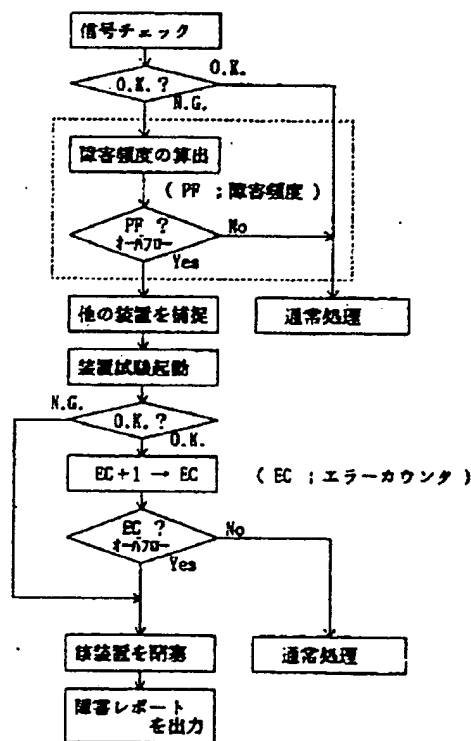 信号チェック
O.K. ?
O.K.
N.G.
障害頻度の算出
( PF ; 障害頻度 )
PF ?
オーバフロー
No
Yes
他の装置を捕捉
通常処理
装置試験起動
N.G.
O.K. ?
O.K.
EC+1 → EC
( EC ; エラーカウンタ )
EC ?
オーバフロー
No
Yes
該装置を閉塞
通常処理
障害レポート
を出力